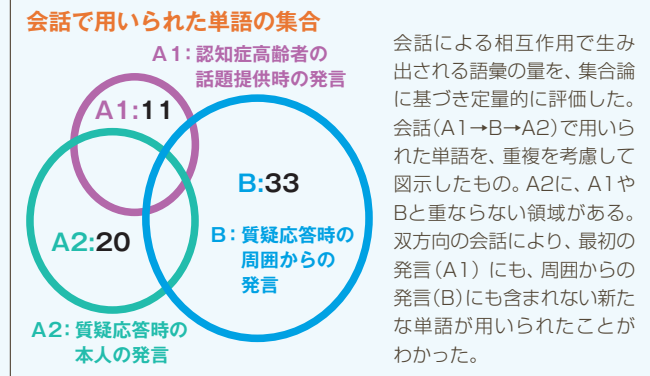 会話で用いられた単語の集合
A1：認知症高齢者の
話題提供時の発言
A1:11
B:33
B：質疑応答時の
周囲からの
発言
A2:20
A2：質疑応答時の
本人の発言
会話による相互作用で生み
出される語彙の量を、集合論
に基づき定量的に評価した。
会話(A1→B→A2)で用いら
れた単語を、重複を考慮して
図示したもの。A2に、A1や
Bと重ならない領域がある。
双方向の会話により、最初の
発言(A1) にも、周囲からの
発言(B)にも含まれない新た
な単語が用いられたことが
わかった。